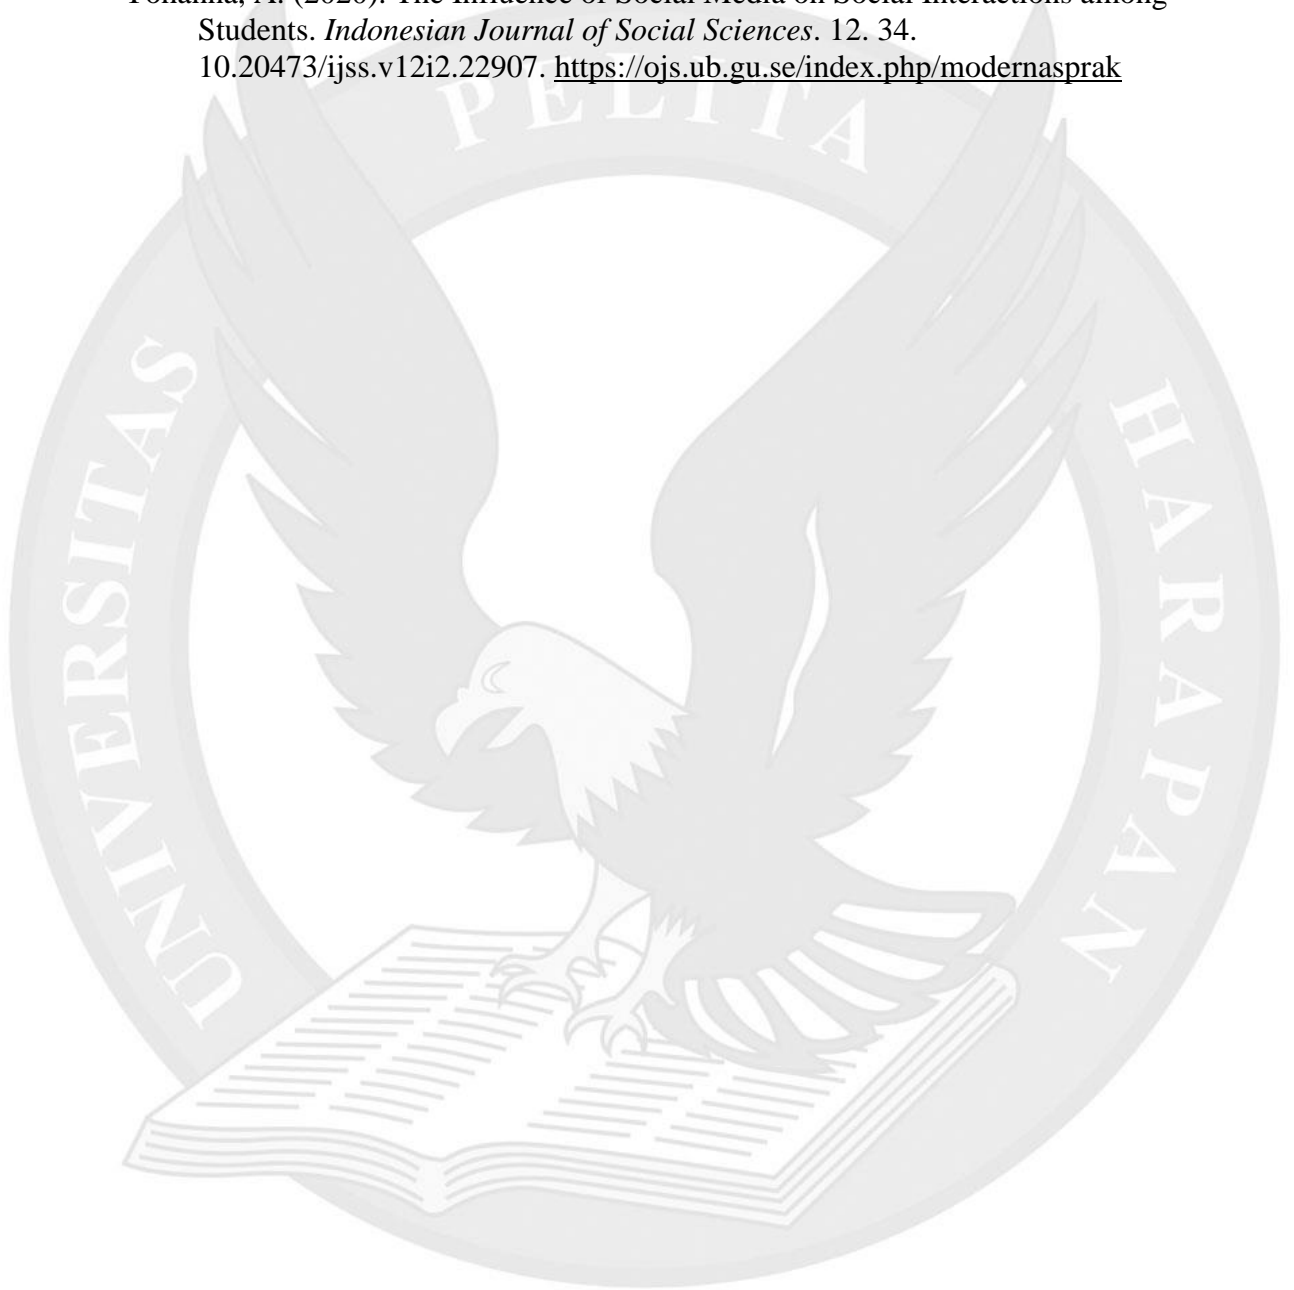 Yohanna, A. (2020). The Influence of Social Media on Social Interactions among
Students. Indonesian Journal of Social Sciences. 12. 34.
10.20473/ijss.v12i2.22907. https://ojs.ub.gu.se/index.php/modernasprak
UNIVERSITAS PELITA HARAPAN